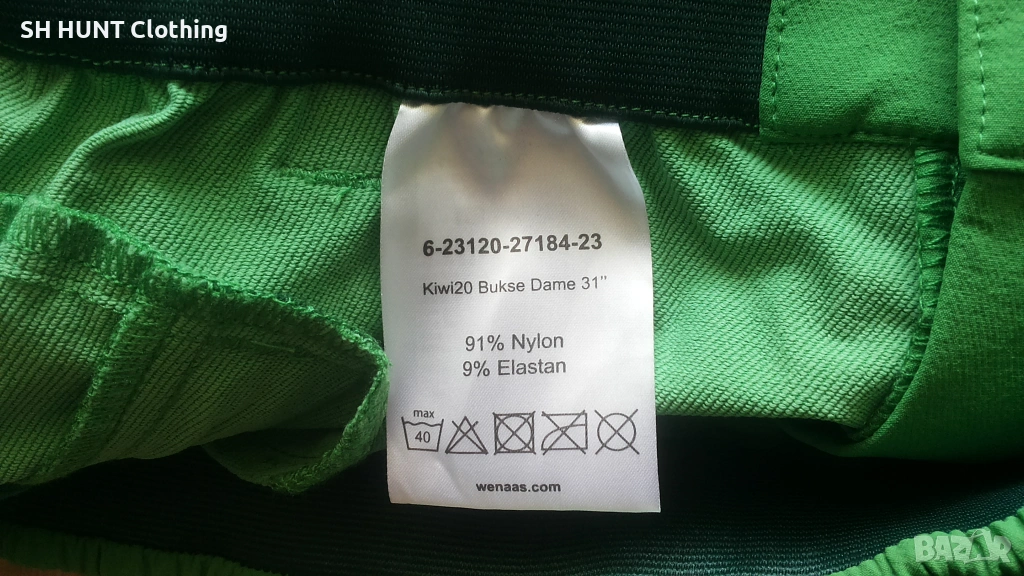 SH HUNT Clothing
6-23120-27184-23
Kiwi20 Bukse Dame 31”
91% Nylon
9% Elastan
max
40
wenaas.com
BAZAR